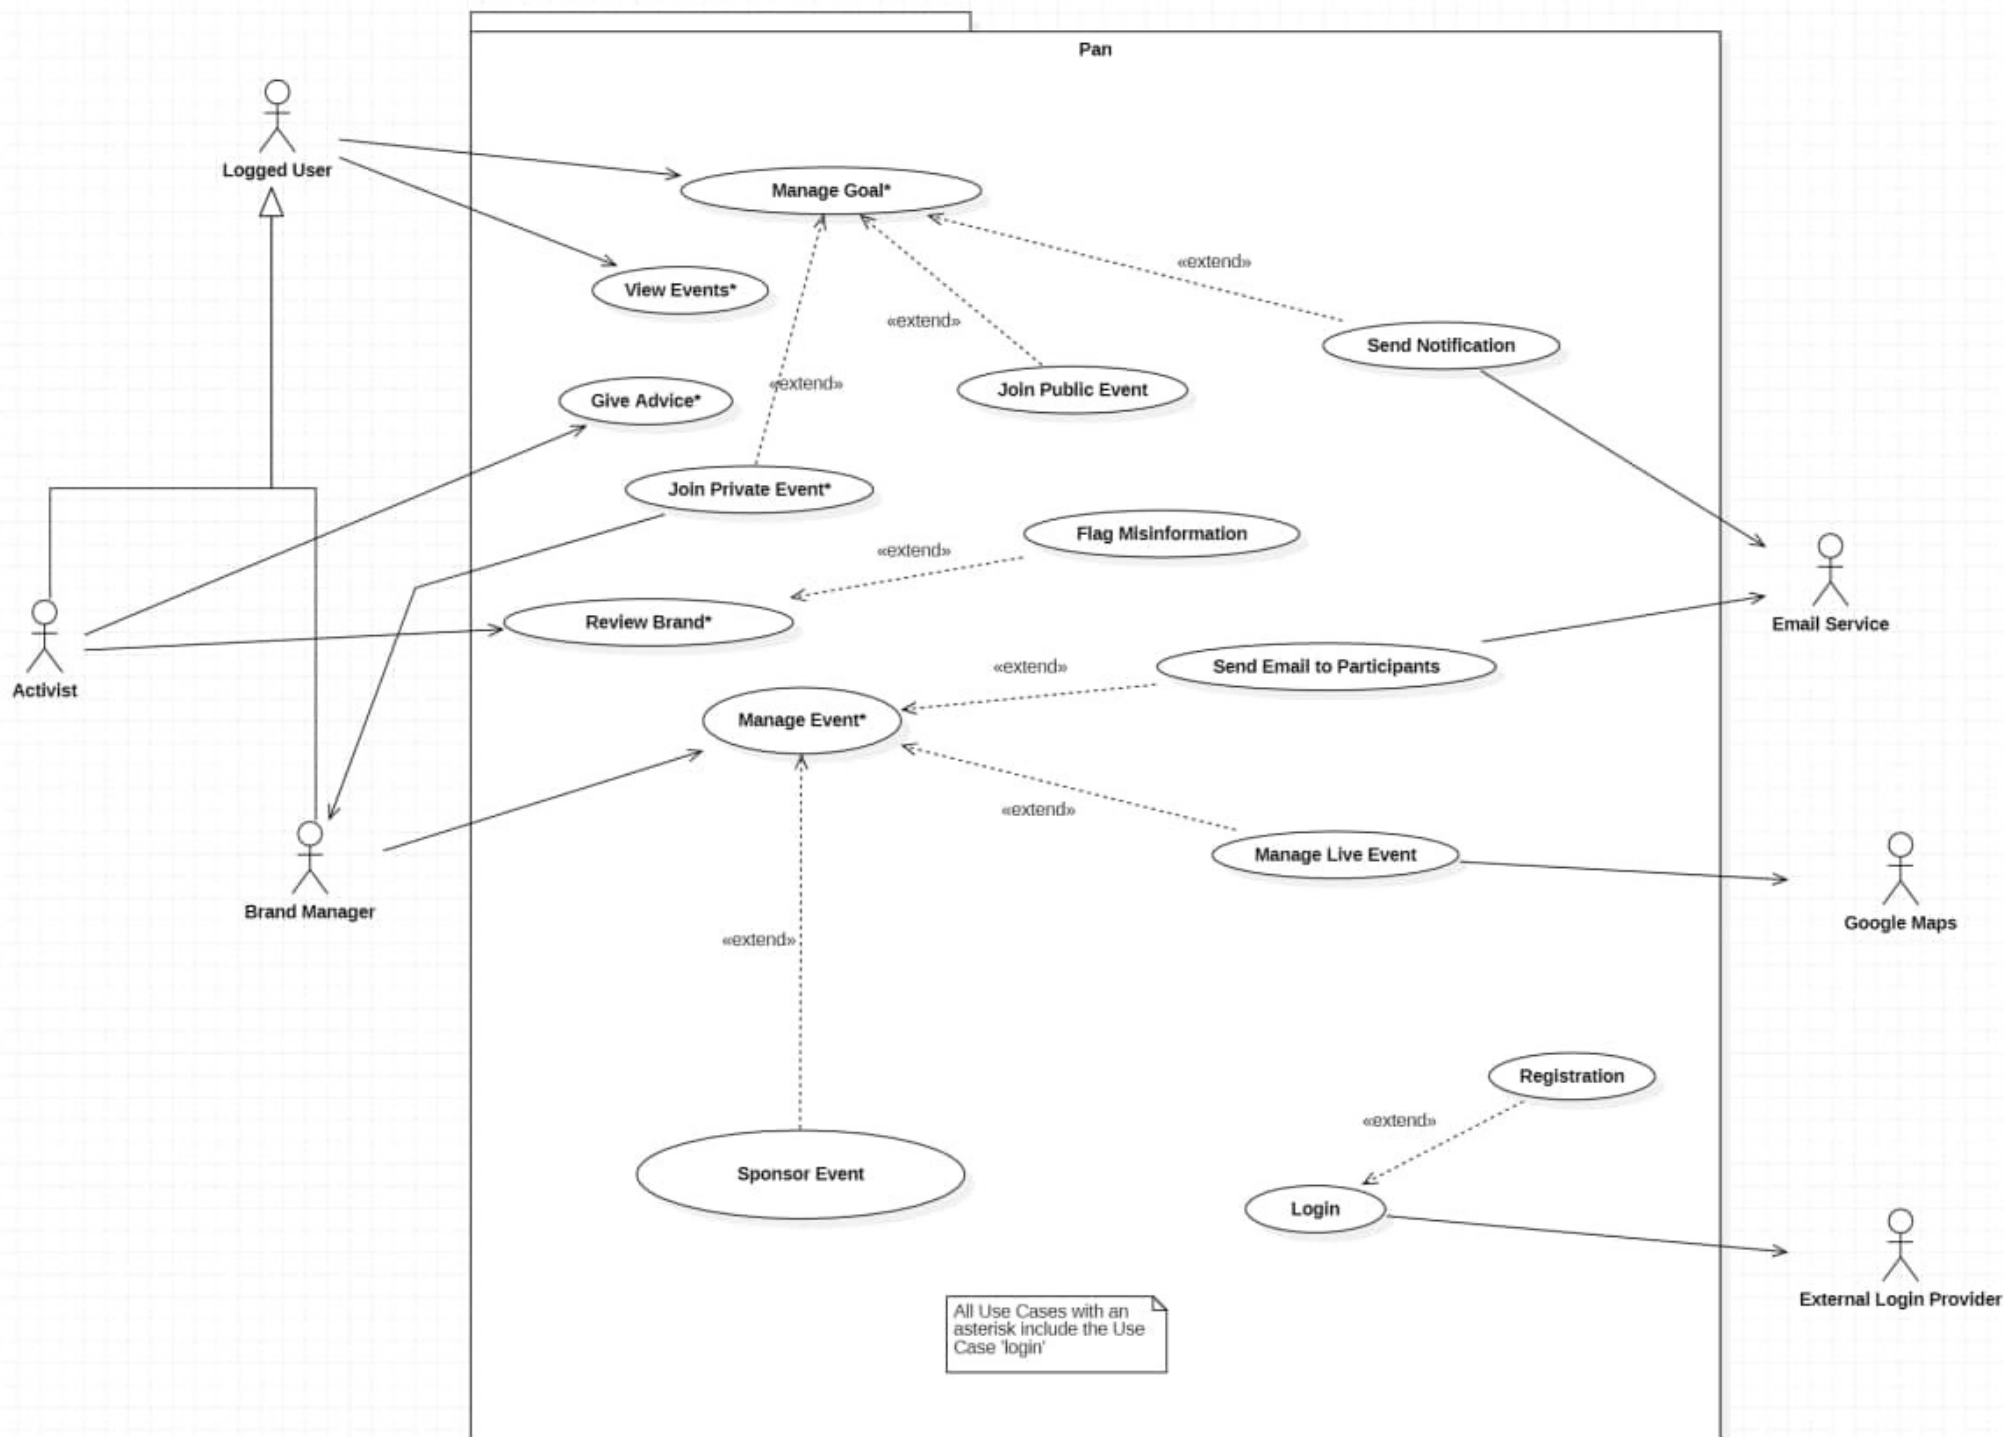 Pan
Logged User
Manage Goal*
«extend»
View Events*
«extend»
Send Notification
«extend»
Join Public Event
Give Advice*
Join Private Event*
Flag Misinformation
«extend»
Review Brand*
Email Service
Activist
«extend»
Send Email to Participants
Manage Event*
«extend»
Manage Live Event
Brand Manager
Google Maps
«extend»
Registration
«extend»
Sponsor Event
Login
External Login Provider
All Use Cases with an
asterisk include the Use
Case 'login'